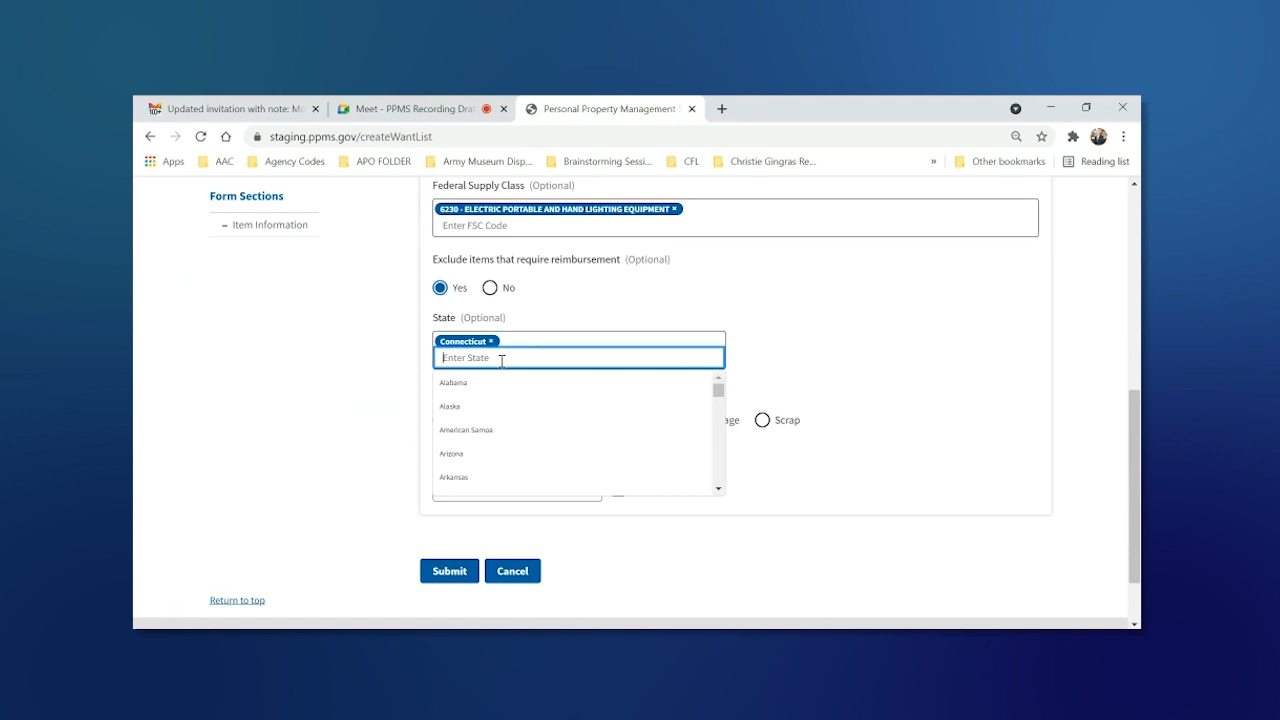 Updated invitation with note: Mo
Meet - PPMS Recording Dra
Personal Property Management S
staging.ppms.gov/createWantList
Apps
AAC
Agency Codes
APO FOLDER
Army Museum Disp...
Brainstorming Sessi...
CFL
Christie Gingras Re...
»
Other bookmarks
Reading list
Form Sections
– Item Information
Federal Supply Class (Optional)
6230 - ELECTRIC PORTABLE AND HAND LIGHTING EQUIPMENT ×
Enter FSC Code
Exclude items that require reimbursement (Optional)
Yes No
State (Optional)
Connecticut ×
Enter State
Alabama
Alaska
American Samoa
Arizona
Arkansas
age Scrap
Submit Cancel
Return to top